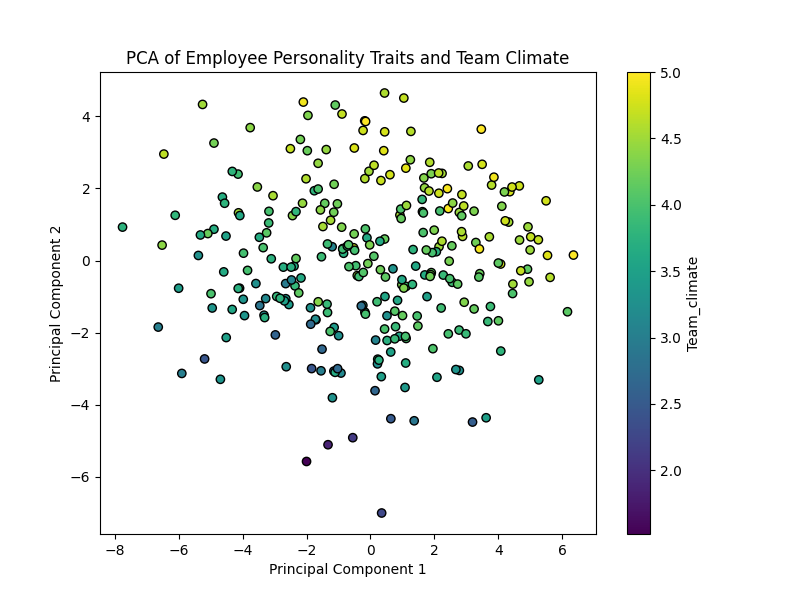 PCA of Employee Personality Traits and Team Climate
5.0
4
4.5
2
4.0
Principal Component 2
0
3.5
Team_climate
−2
3.0
−4
2.5
−6
2.0
−8 −6 −4 −2 0 2 4 6
Principal Component 1